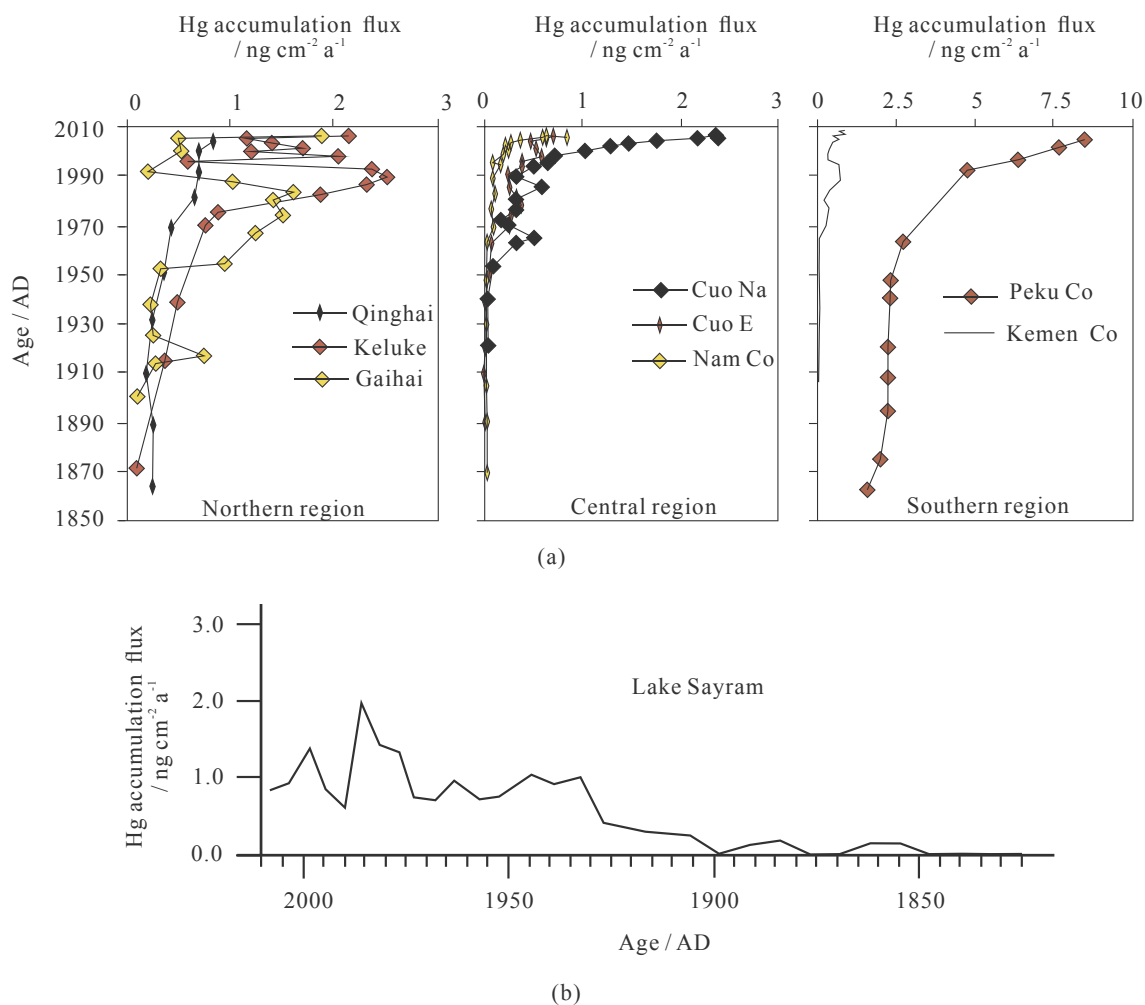 Hg accumulation flux Hg accumulation flux Hg accumulation flux
/ ng cm-2 a-1 / ng cm-2 a-1 / ng cm-2 a-1
0 1 2 3 0 1 2 3 0 2.5 5 7.5 10
2010
1990
1970
1950
1930
1910
1890
1870
1850
Age / AD
Qinghai
Keluke
Gaihai
Northern region
Cuo Na
Cuo E
Nam Co
Central region
Peku Co
Kemen Co
Southern region
(a)
Hg accumulation flux
/ ng cm-2 a-1
3.0
2.0
1.0
0.0
Lake Sayram
2000 1950 1900 1850
Age / AD
(b)